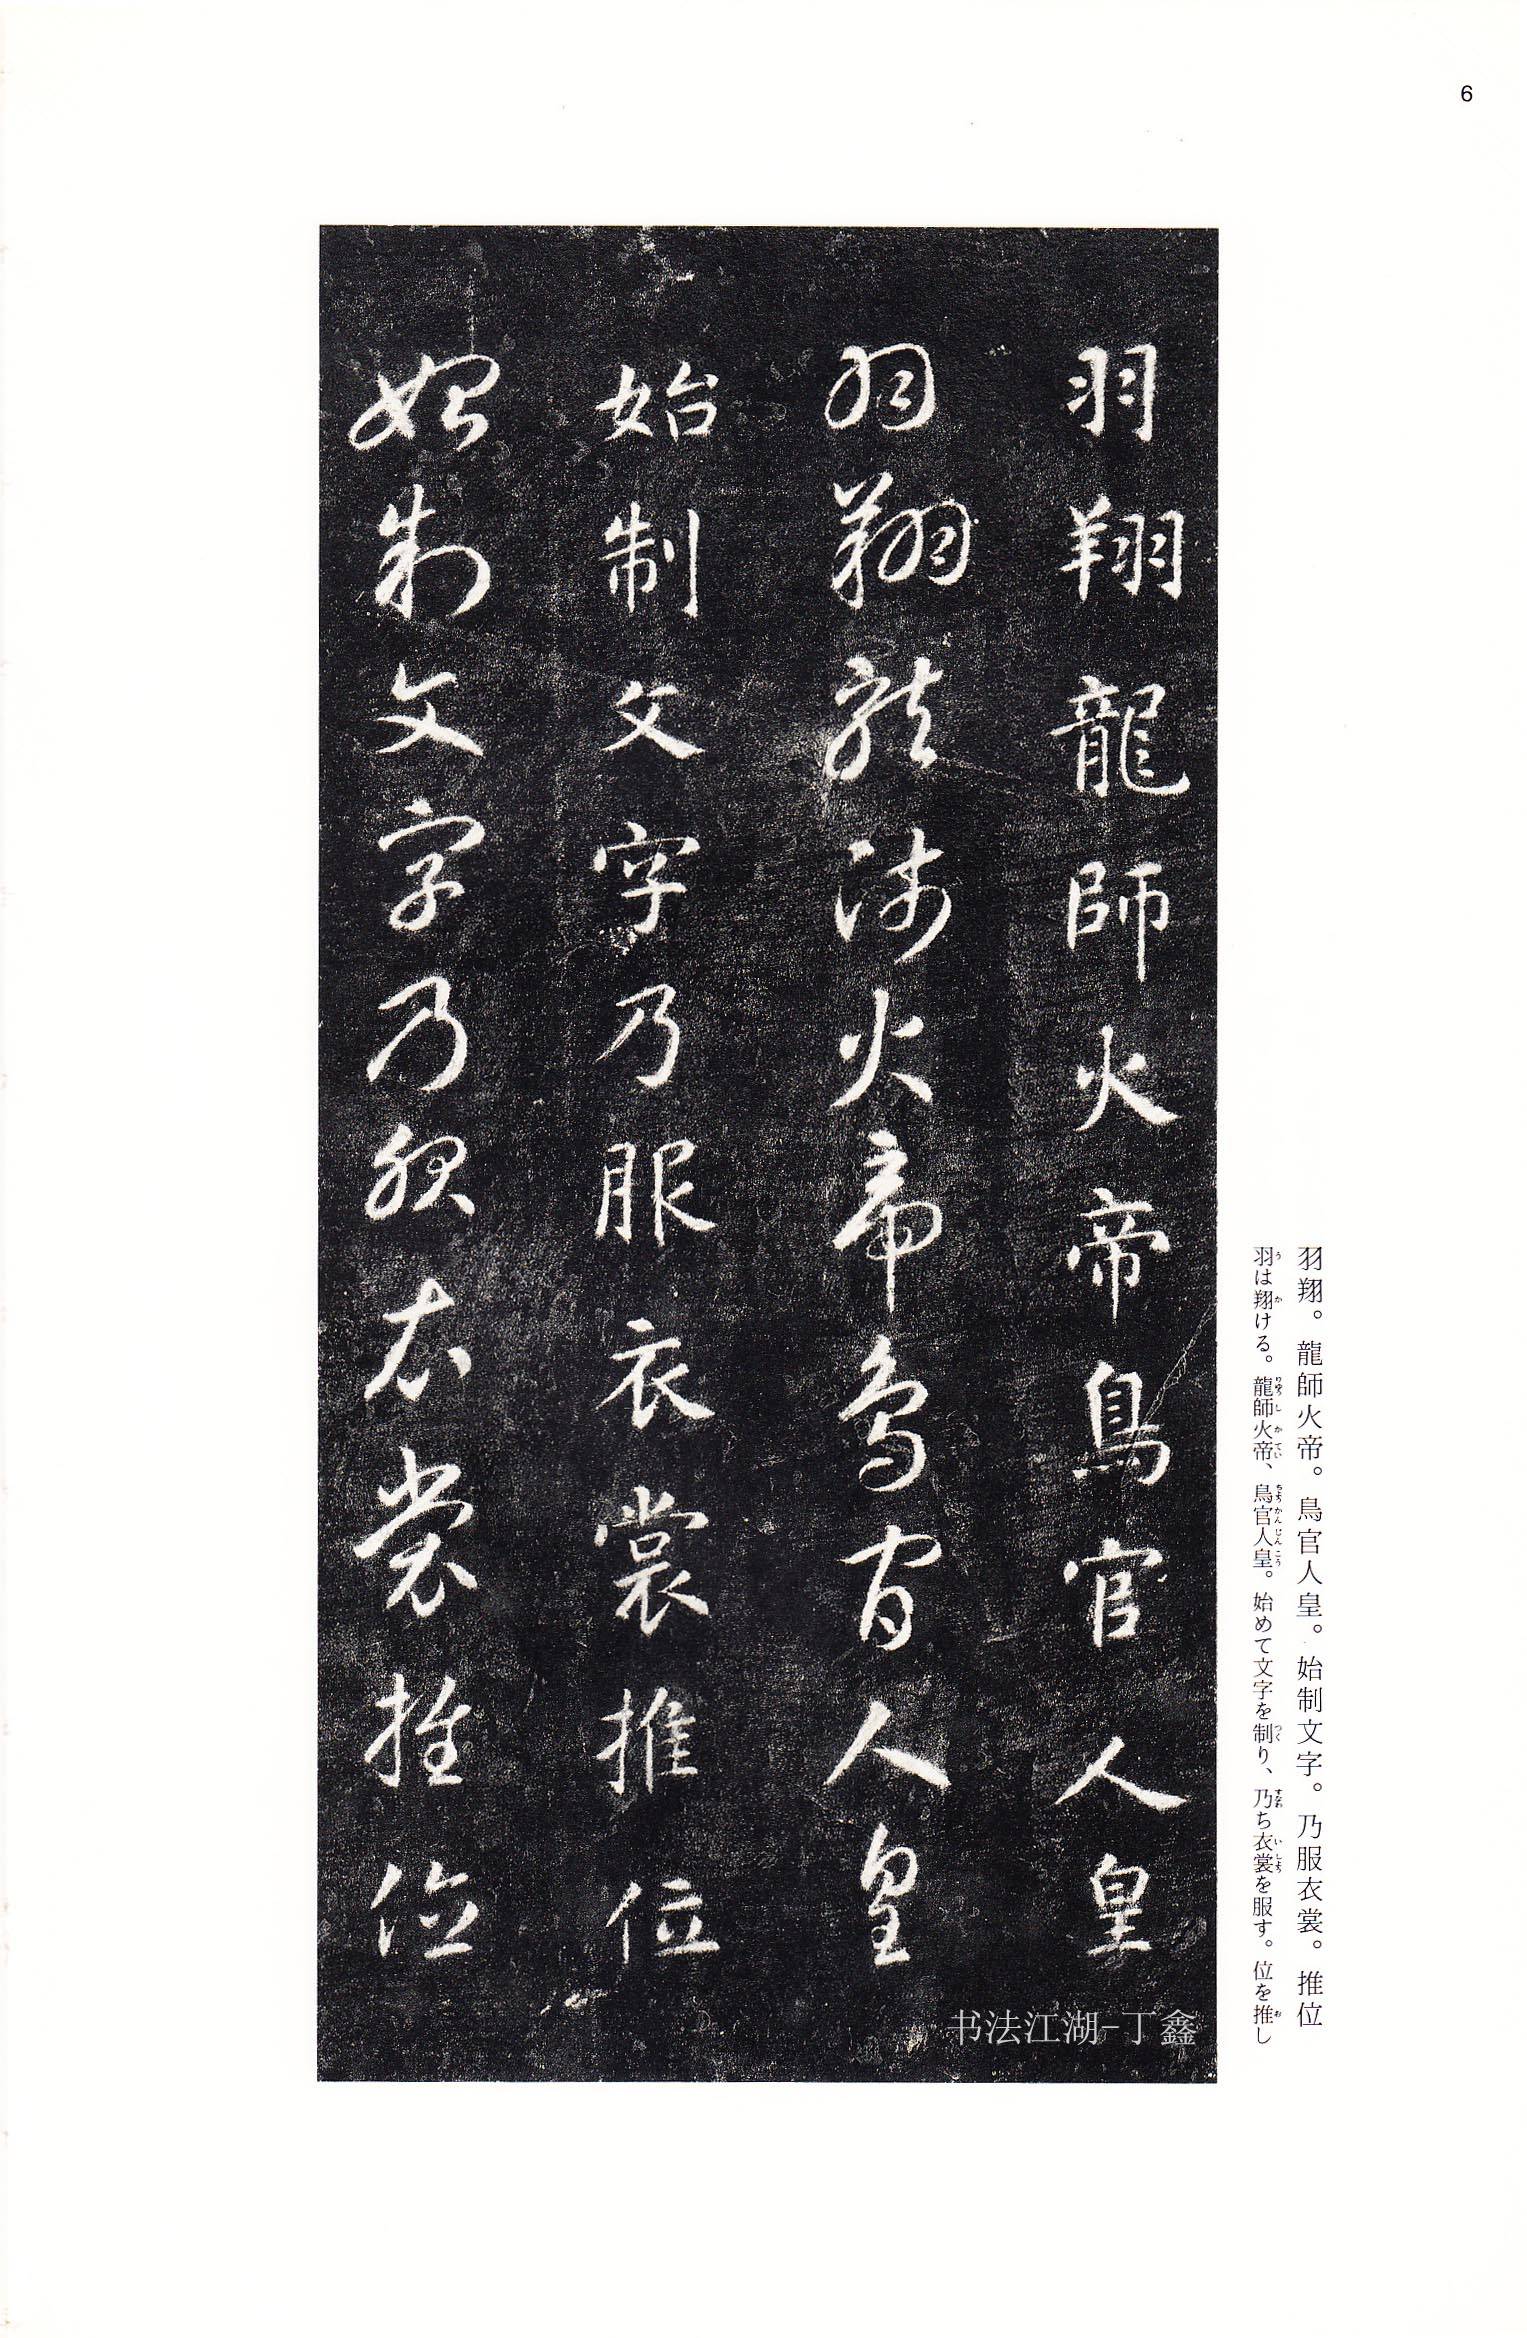 6
羽翔。龍師火帝。鳥官人皇。始制文字。乃服衣裳。推位
羽は翔ける。龍師火帝、鳥官人皇。始めて文字を制り、乃ち衣裳を服す。位を推し
羽翔龍師火帝鳥官人皇
羽翔龍師火帝鳥官人皇
始制文字乃服衣裳推位
始制文字乃服衣裳推位
书法江湖-丁鑫